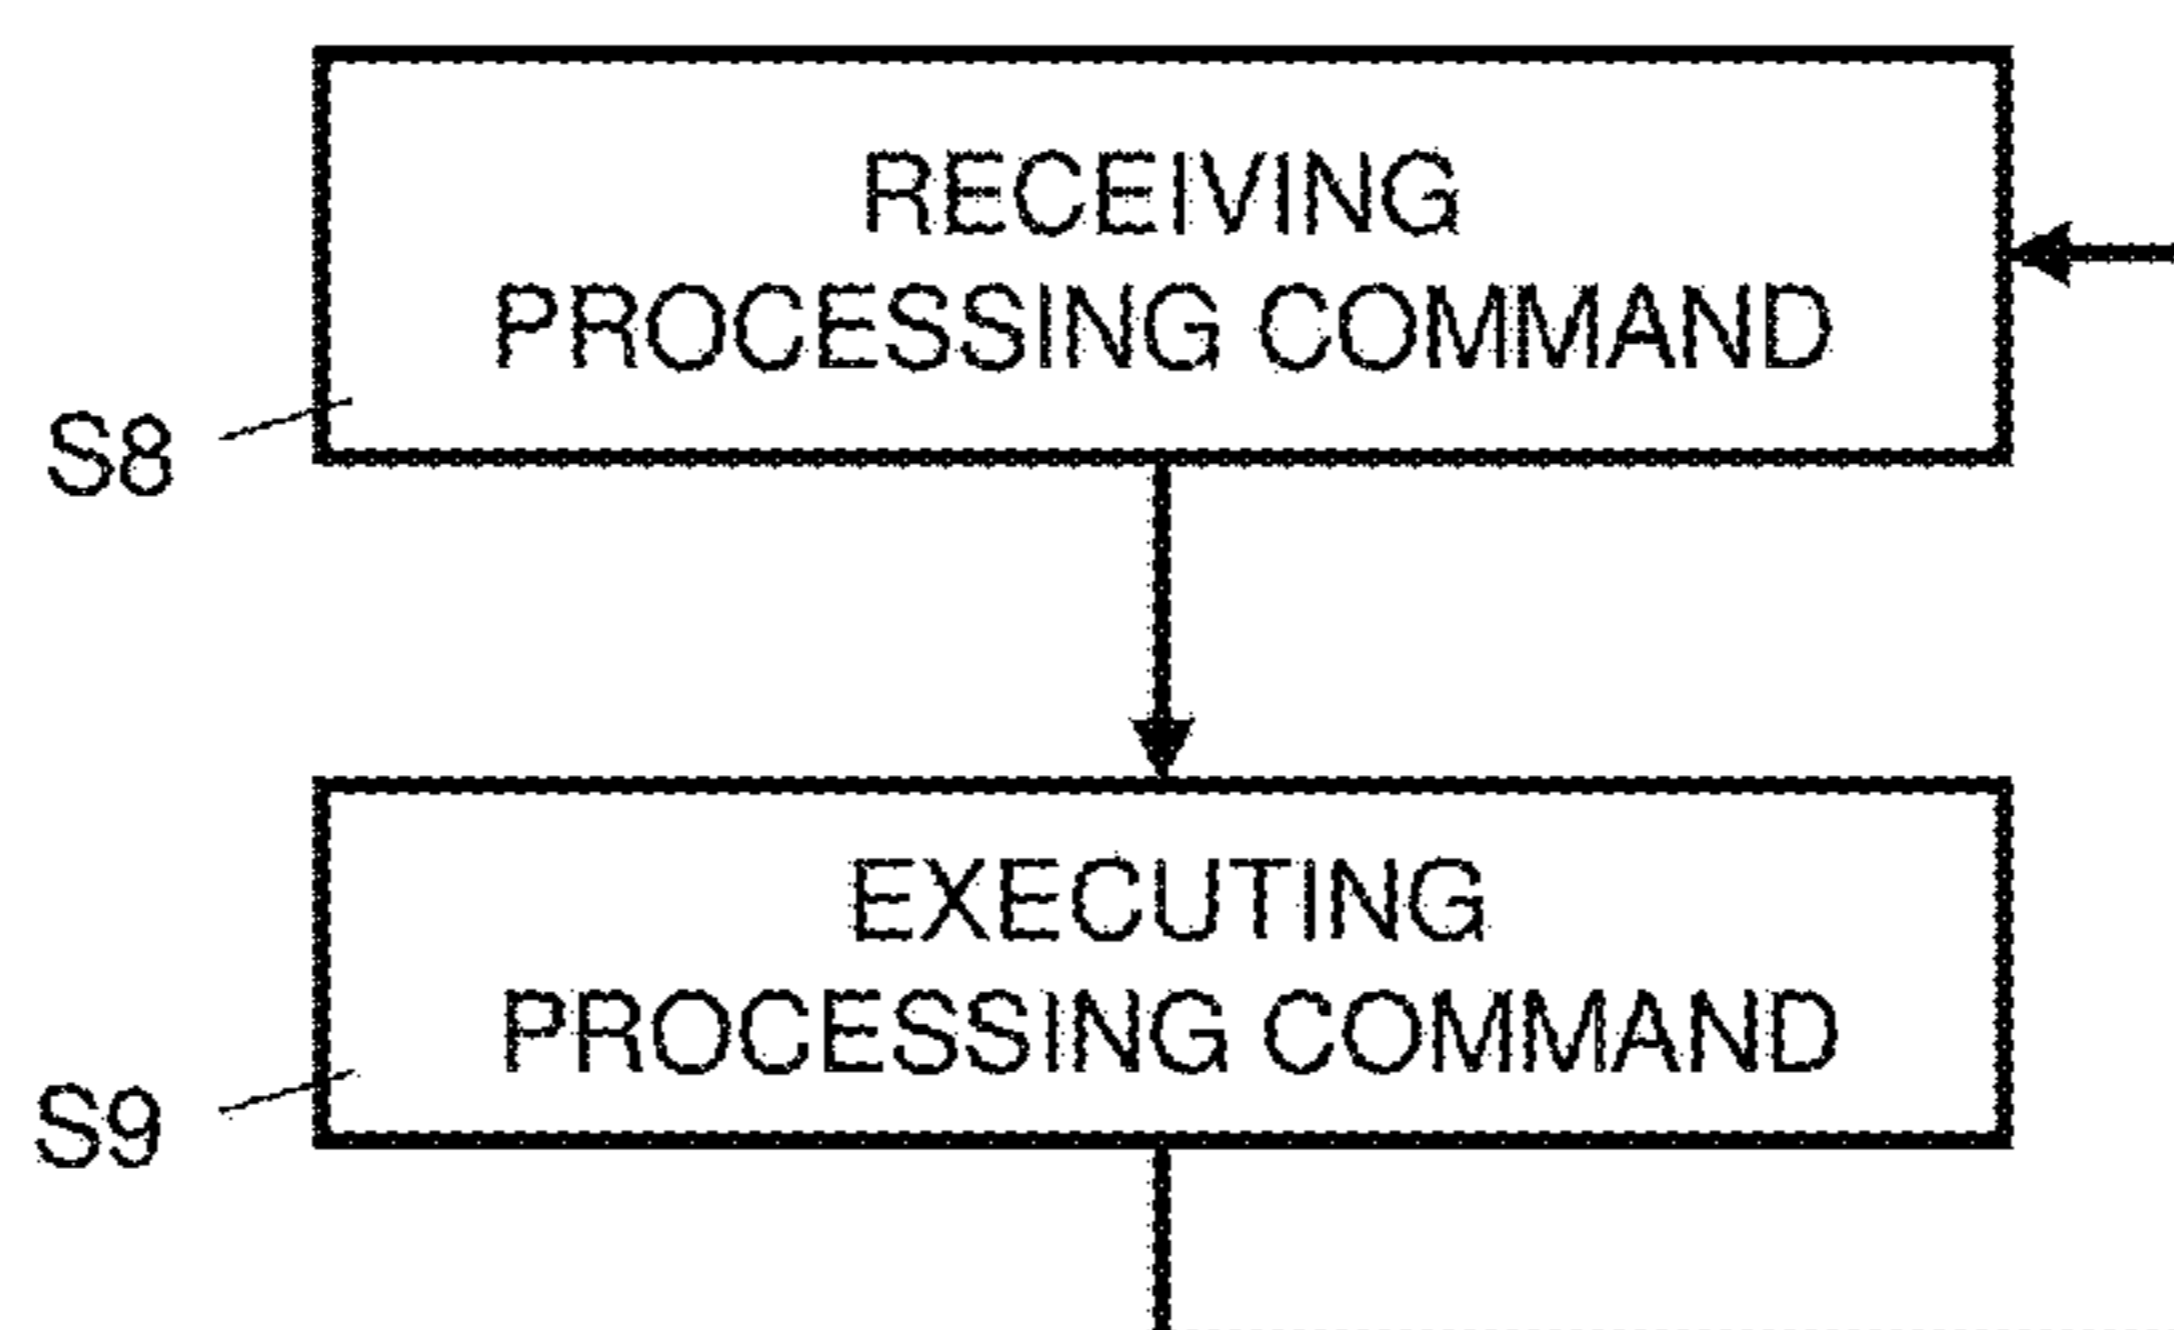 RECEIVING
PROCESSING COMMAND
S8
EXECUTING
PROCESSING COMMAND
S9